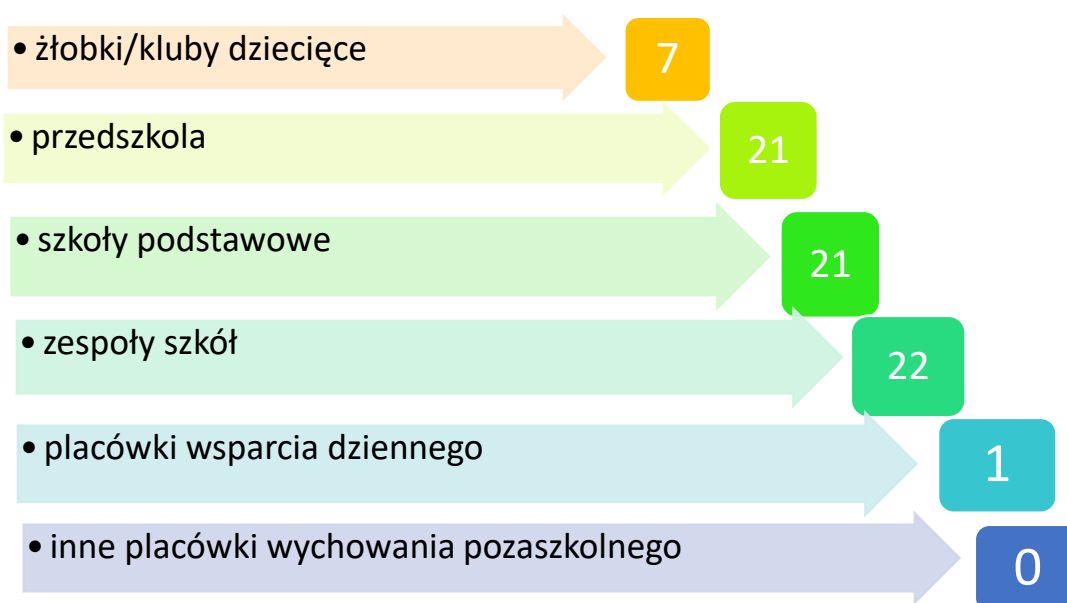 • żłobki/kluby dziecięce 7
• przedszkola 21
• szkoły podstawowe 21
• zespoły szkół 22
• placówki wsparcia dziennego 1
• inne placówki wychowania pozaszkolnego 0